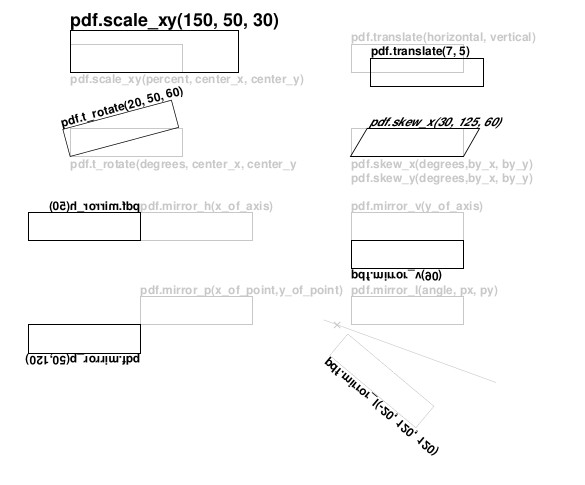 pdf.scale_xy(150, 50, 30)
pdf.scale_xy(percent, center_x, center_y)
pdf.translate(horizontal, vertical)
pdf.translate(7, 5)
pdf.t_rotate(20, 50, 60)
pdf.t_rotate(degrees, center_x, center_y
pdf.skew_x(30, 125, 60)
pdf.skew_x(degrees,by_x, by_y)
pdf.skew_y(degrees,by_x, by_y)
pdf.mirror_h(50)
pdf.mirror_h(x_of_axis)
pdf.mirror_v(y_of_axis)
pdf.mirror_v(60)
pdf.mirror_p(x_of_point,y_of_point)
pdf.mirror_p(50,120)
pdf.mirror_l(angle, px, py)
pdf.mirror_l(-20, 120, 120)